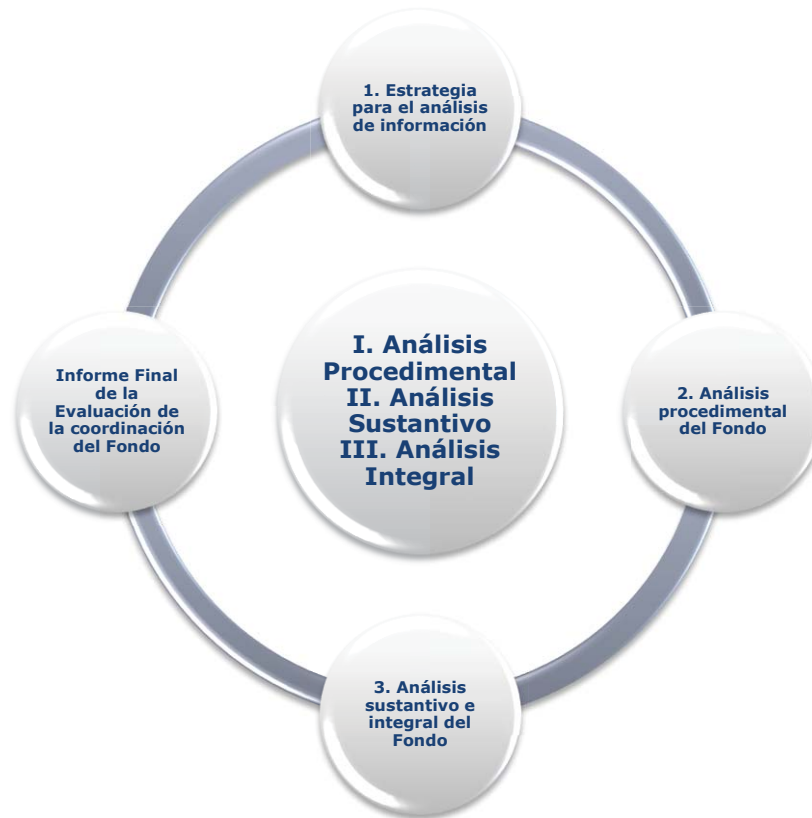 1. Estrategia
para el análisis
de información
I. Análisis
Procedimental
II. Análisis
Sustantivo
III. Análisis
Integral
Informe Final
de la
Evaluación de
la coordinación
del Fondo
2. Análisis
procedimental
del Fondo
3. Análisis
sustantivo e
integral del
Fondo